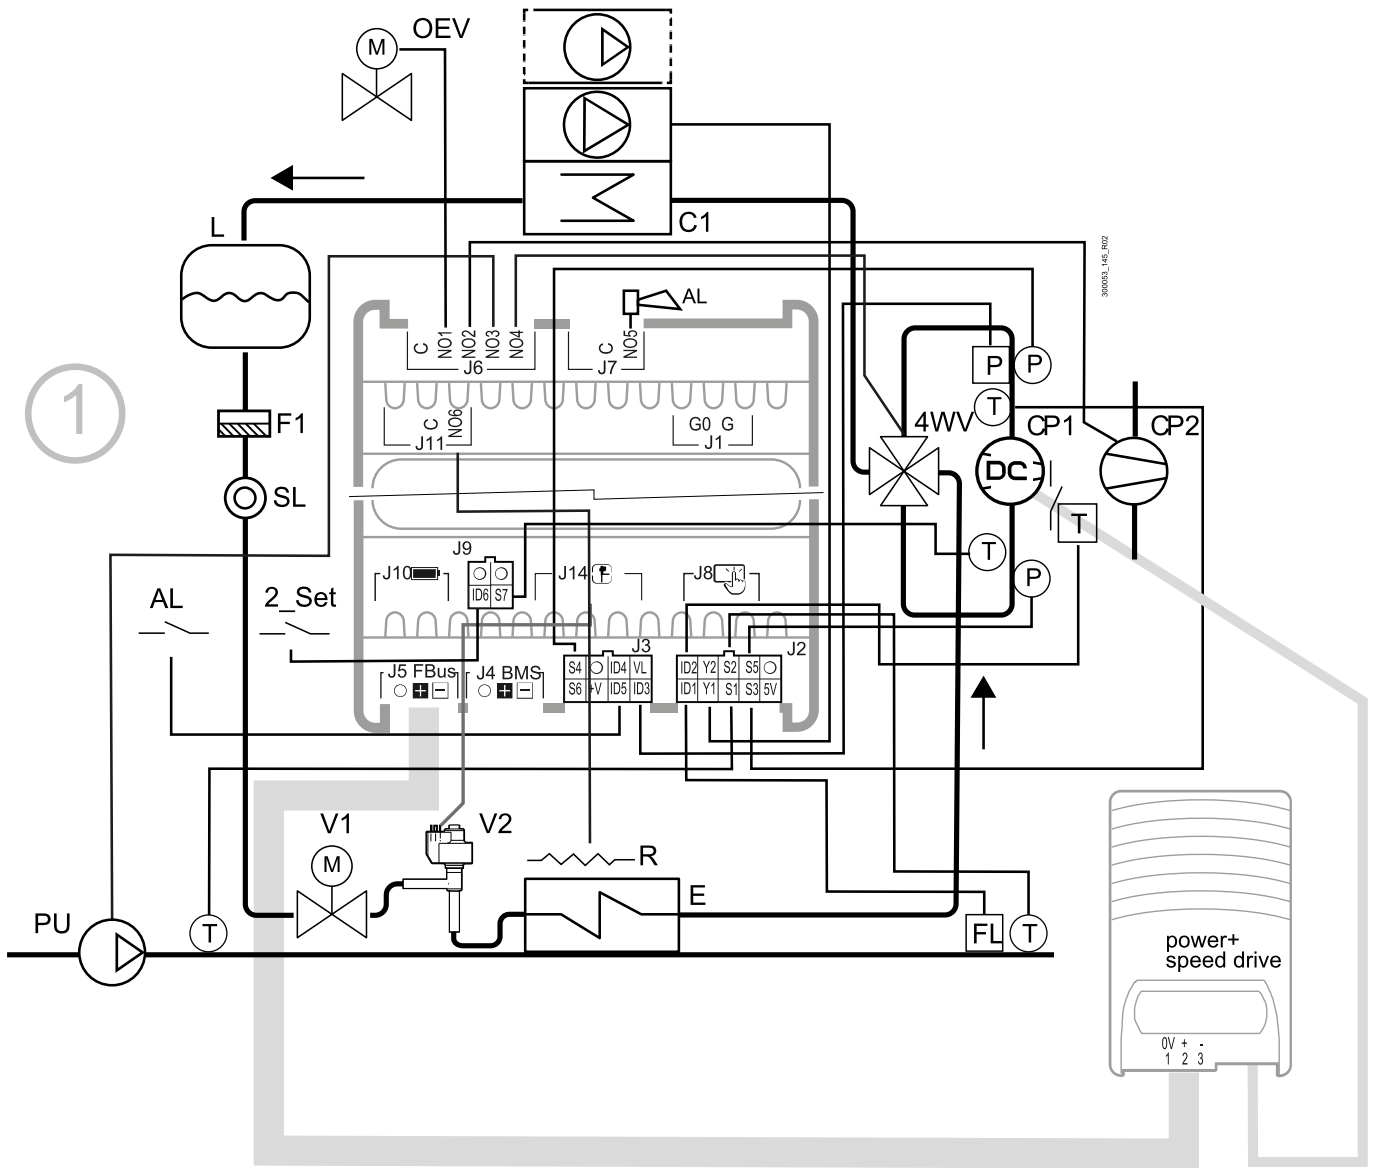 OEV
M
C1
L
300053_145_R02
AL
C NO1 NO2 NO3 NO4
J6
C NO5
J7
P
P
1
F1
C NO6
J11
G0 G
J1
T
4WV
CP1
CP2
DC
SL
T
J9
T
J10
J14
J8
ID6 S7
P
AL
2_Set
J3
J2
J5 FBus
J4 BMS
S4 ID4 VL
S6 +V ID5 ID3
ID2 Y2 S2 S5
ID1 Y1 S1 S3 5V
+ −
+ −
V1
V2
M
R
E
PU
T
FL
T
power+
speed drive
0V + -
1 2 3